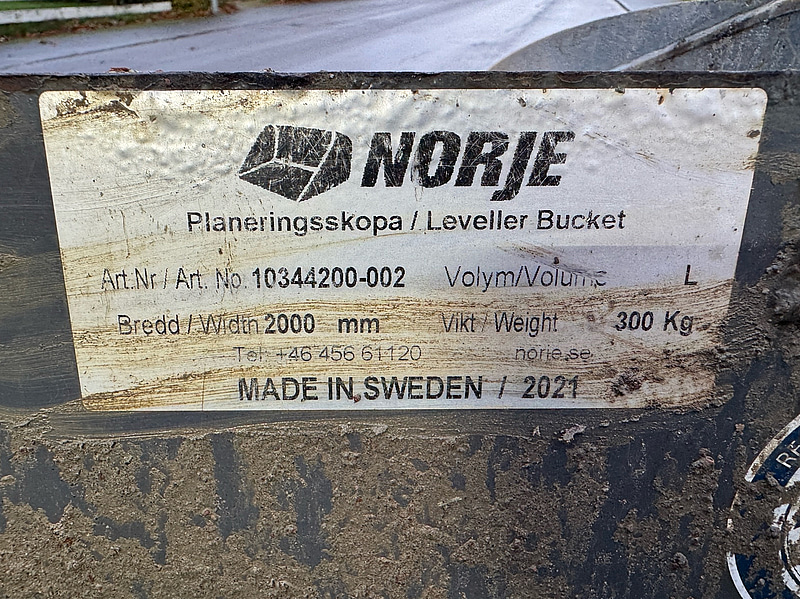 NORJE
Planeringsskopa / Leveller Bucket
Art.Nr / Art. No. 10344200-002 Volym/Volume L
Bredd / Width 2000 mm Vikt / Weight 300 Kg
Tel: +46 456 61120 norje.se
MADE IN SWEDEN / 2021
RE